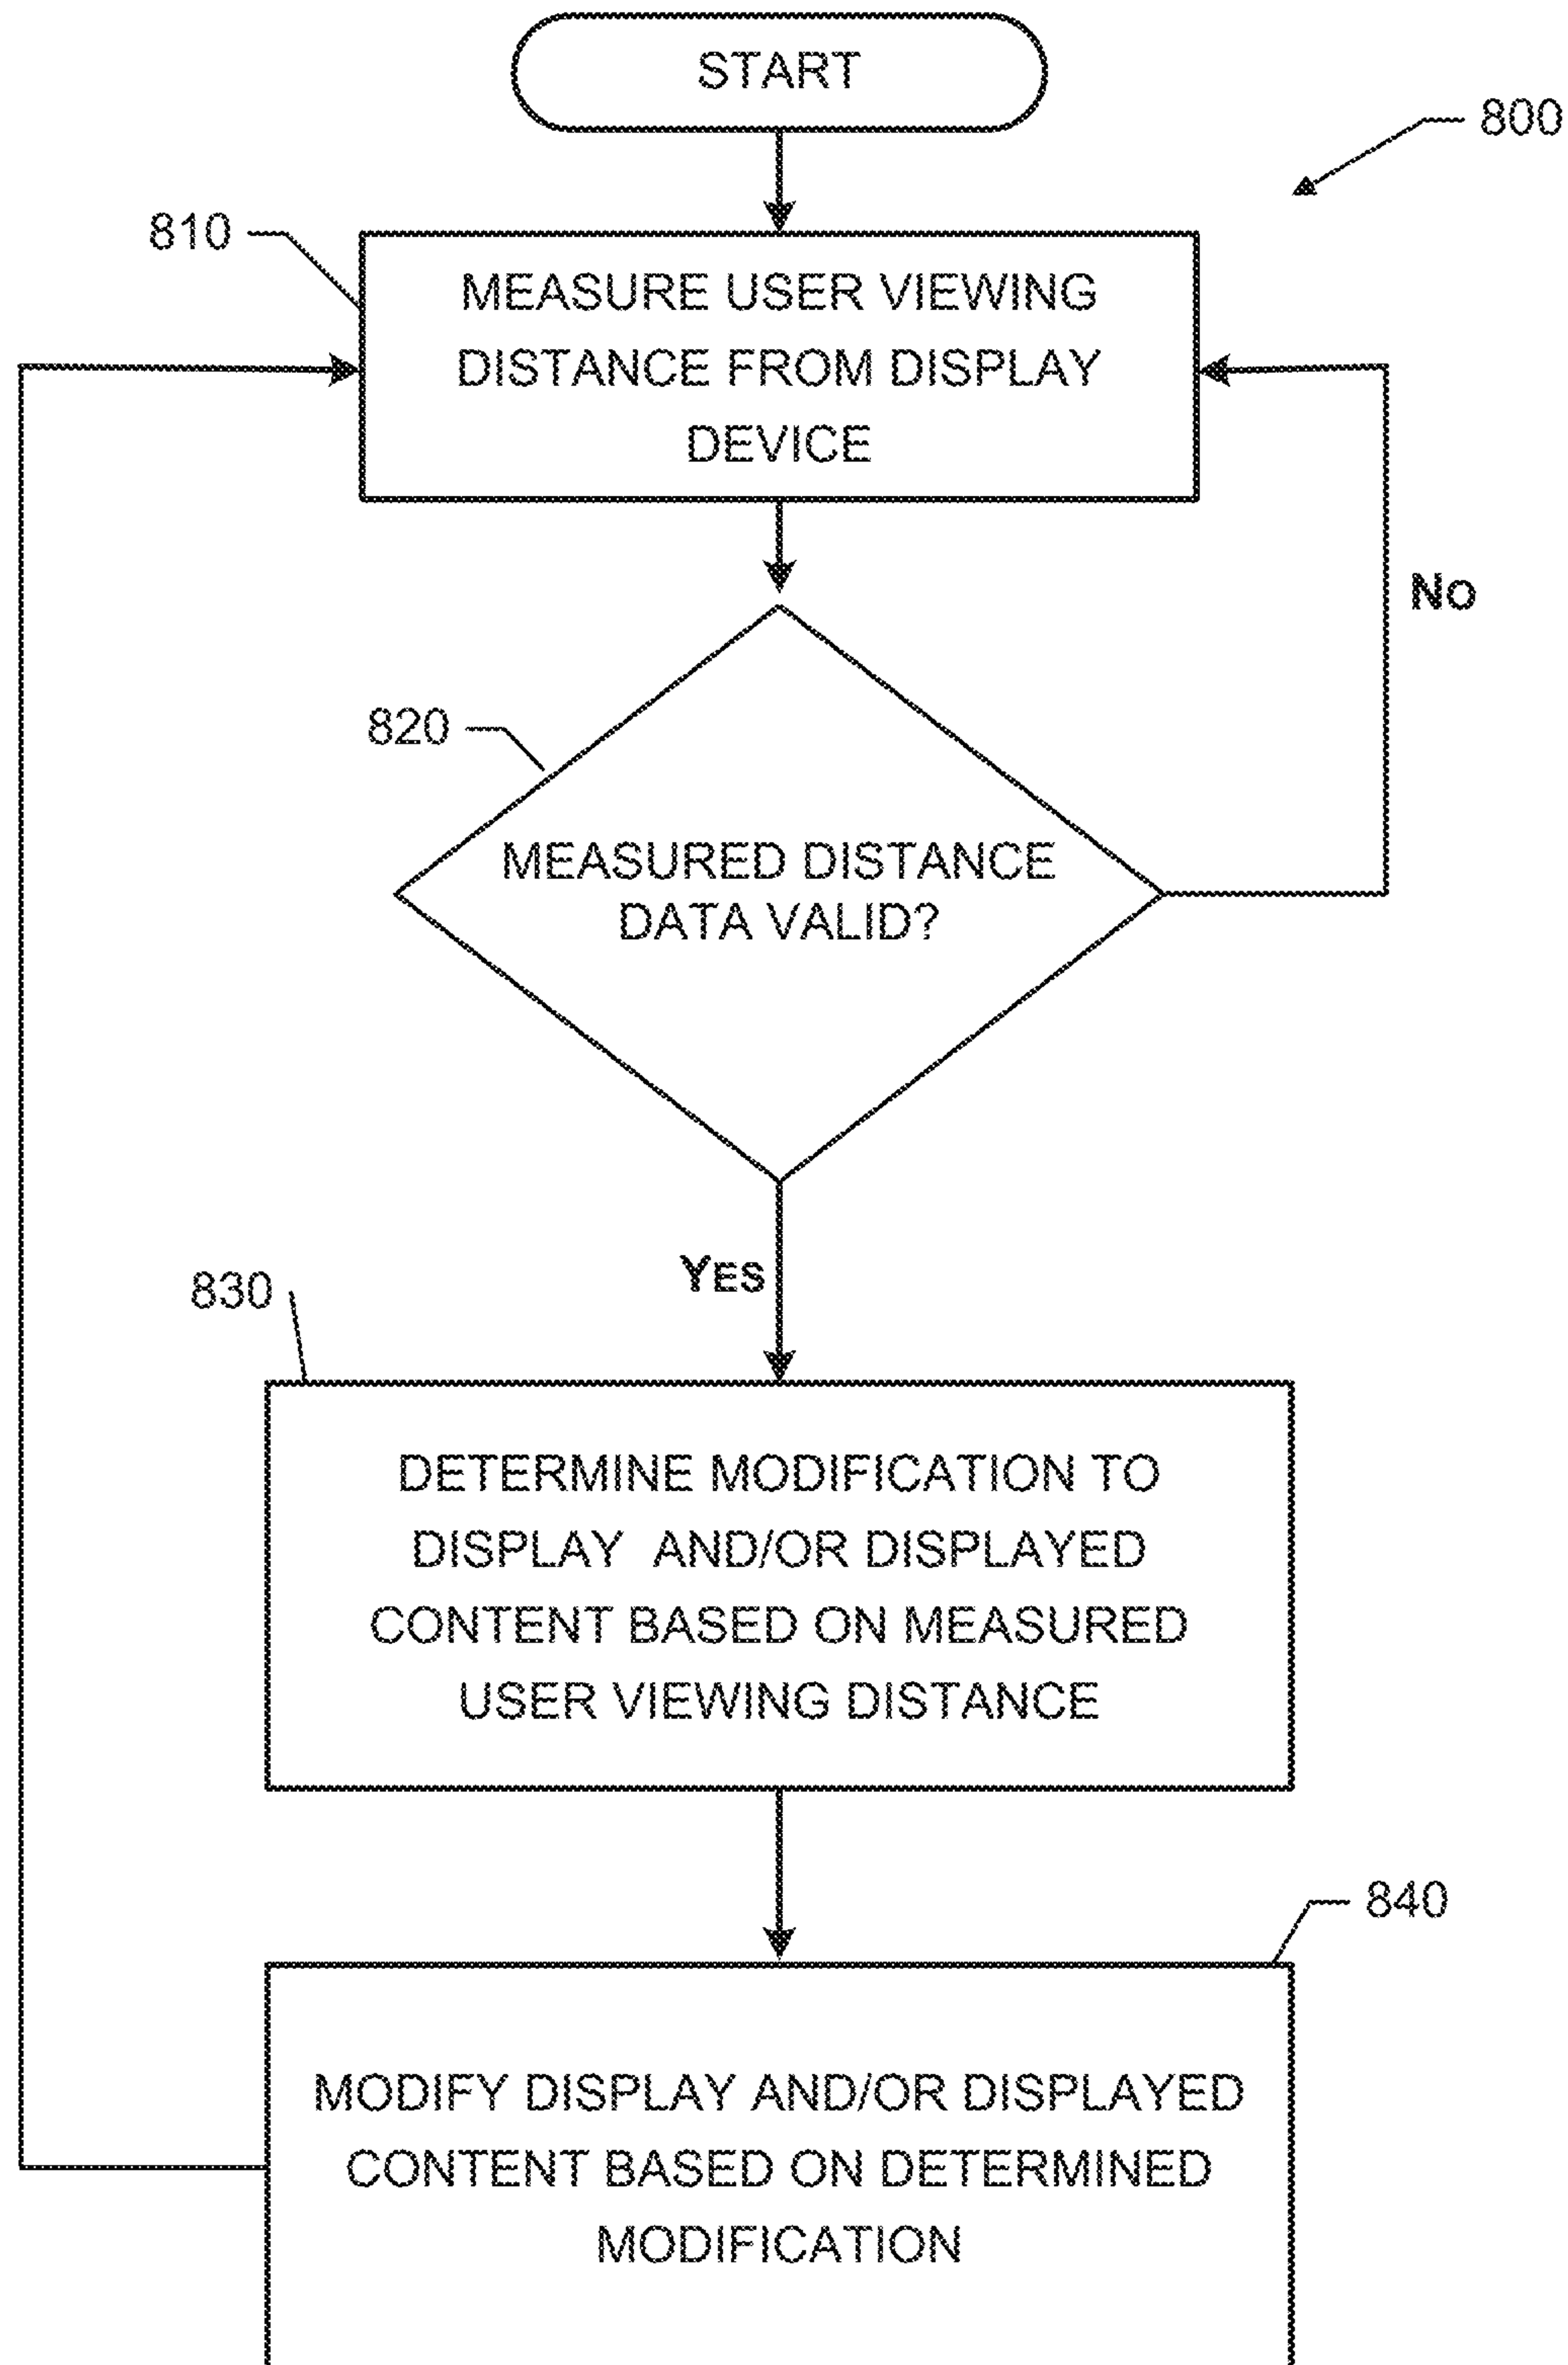 START
800
810
MEASURE USER VIEWING
DISTANCE FROM DISPLAY
DEVICE
NO
820
MEASURED DISTANCE
DATA VALID?
YES
830
DETERMINE MODIFICATION TO
DISPLAY AND/OR DISPLAYED
CONTENT BASED ON MEASURED
USER VIEWING DISTANCE
840
MODIFY DISPLAY AND/OR DISPLAYED
CONTENT BASED ON DETERMINED
MODIFICATION